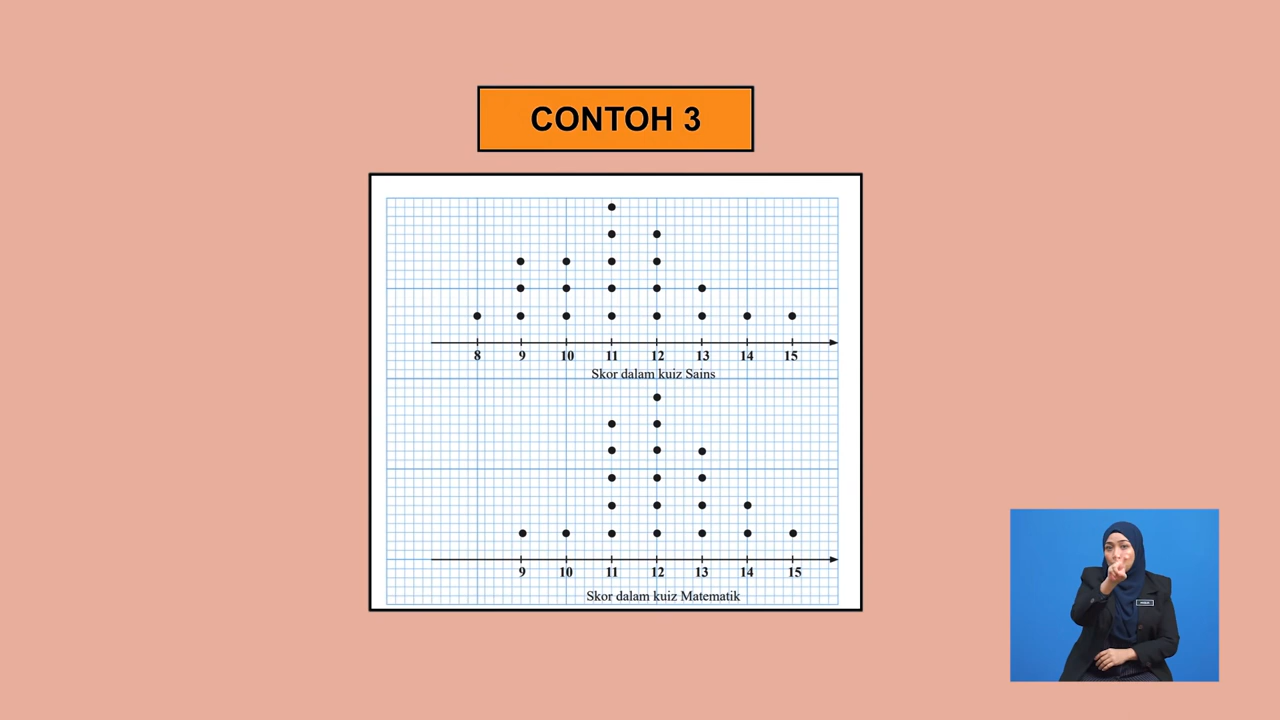 CONTOH 3
8 9 10 11 12 13 14 15
Skor dalam kuiz Sains
9 10 11 12 13 14 15
Skor dalam kuiz Matematik